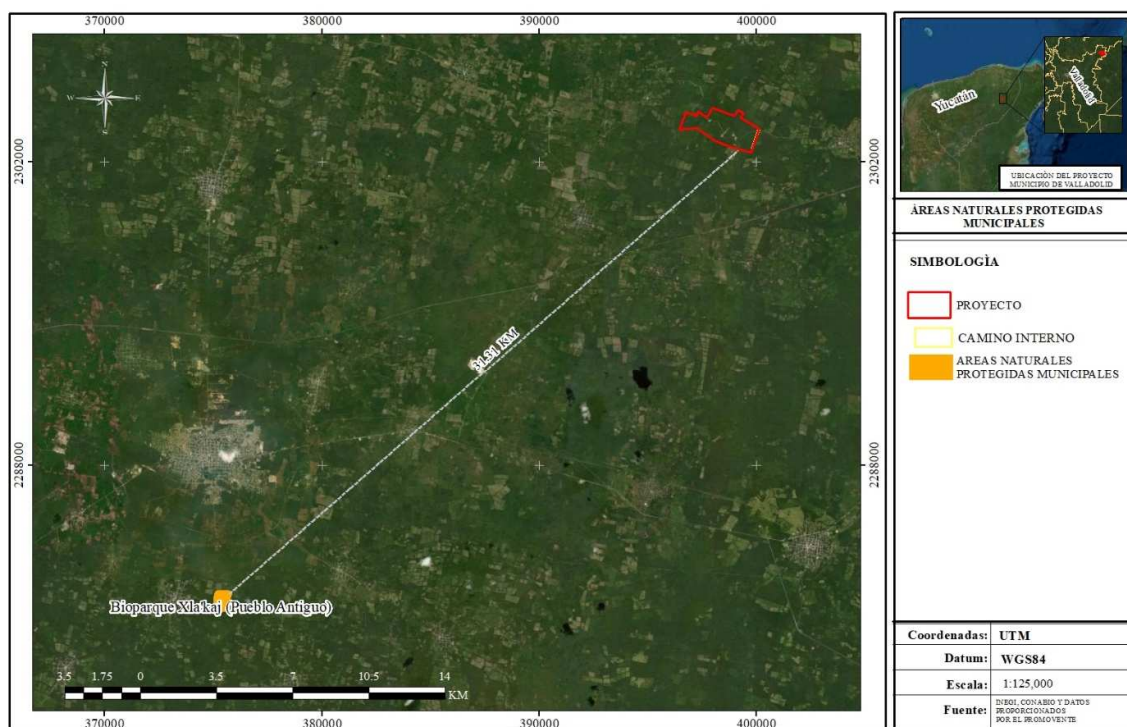 370000 380000 390000 400000
N
W E
S
2302000
2302000
31.31 KM
2288000
2288000
Bioparque Xla'kaj (Pueblo Antiguo)
3.5 1.75 0 3.5 7 10.5 14
KM
370000 380000 390000 400000
Yucatán
Valladolid
UBICACIÒN DEL PROYECTO
MUNICIPIO DE VALLADOLID
ÁREAS NATURALES PROTEGIDAS
MUNICIPALES
SIMBOLOGÌA
PROYECTO
CAMINO INTERNO
AREAS NATURALES
PROTEGIDAS MUNICIPALES
Coordenadas: UTM
Datum: WGS84
Escala: 1:125,000
Fuente: INEGI, CONABIO Y DATOS
PROPORCIONADOS
POR EL PROMOVENTE